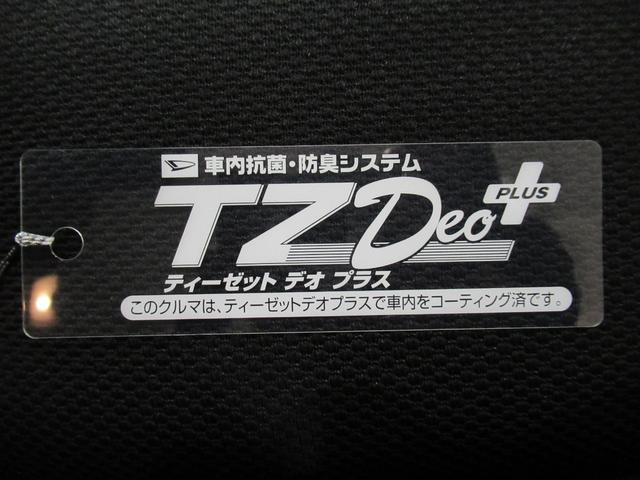 車内抗菌・防臭システム
TZ Deo PLUS
ティーゼット デオ プラス
このクルマは、ティーゼットデオプラスで車内をコーティング済です。